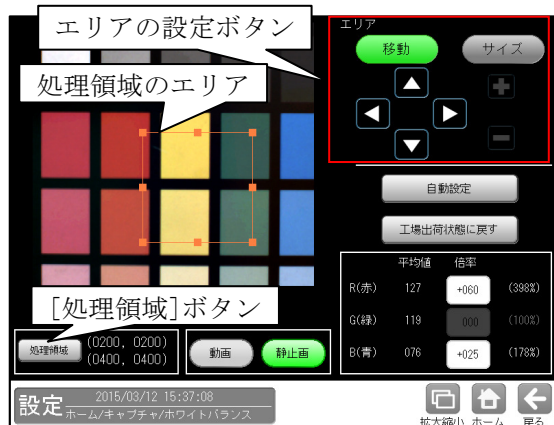 エリアの設定ボタン
処理領域のエリア
[処理領域]ボタン
エリア
移動
サイズ
自動設定
工場出荷状態に戻す
平均値 倍率
R(赤) 127 +060 (398%)
G(緑) 119 000 (100%)
B(青) 076 +025 (178%)
処理領域
(0200, 0200)
(0400, 0400)
動画
静止画
設定
2015/03/12 15:37:08
ホーム/キャプチャ/ホワイトバランス
拡大縮小 ホーム 戻る